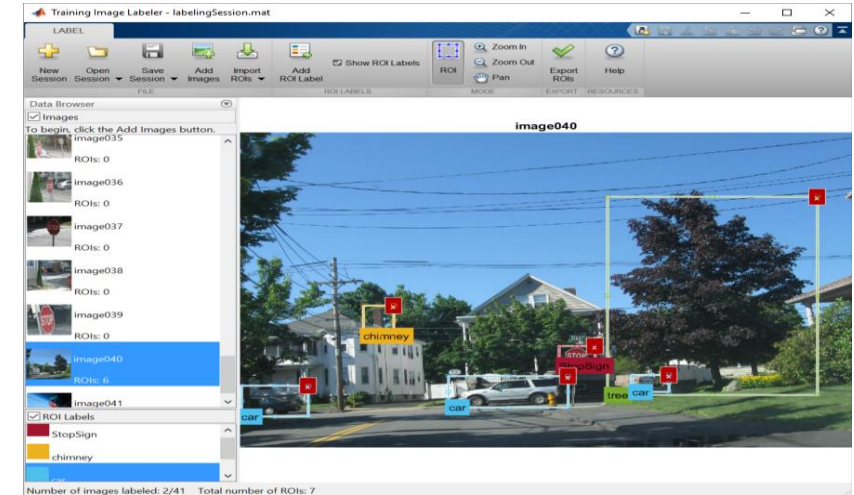 Training Image Labeler - labelingSession.mat
LABEL
New Session
Open Session
Save Session
Add Images
Import ROIs
Add ROI Label
Show ROI Labels
ROI
Zoom In
Zoom Out
Pan
Export ROIs
Help
FILE
ROI LABELS
MODE
EXPORT
RESOURCES
Data Browser
Images
To begin, click the Add Images button.
image035
ROIs: 0
image036
ROIs: 0
image037
ROIs: 0
image038
ROIs: 0
image039
ROIs: 0
image040
ROIs: 6
image041
ROI Labels
StopSign
chimney
car
image040
chimney
STOP
StopSign
car
car
tree
car
Number of images labeled: 2/41 Total number of ROIs: 7